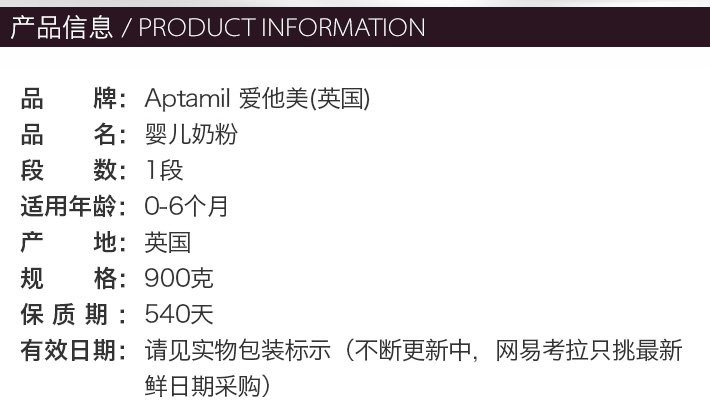 产品信息 / PRODUCT INFORMATION
品 牌：Aptamil 爱他美(英国)
品 名：婴儿奶粉
段 数：1段
适用年龄：0-6个月
产 地：英国
规 格：900克
保 质 期 ：540天
有效日期：请见实物包装标示（不断更新中，网易考拉只挑最新
鲜日期采购）